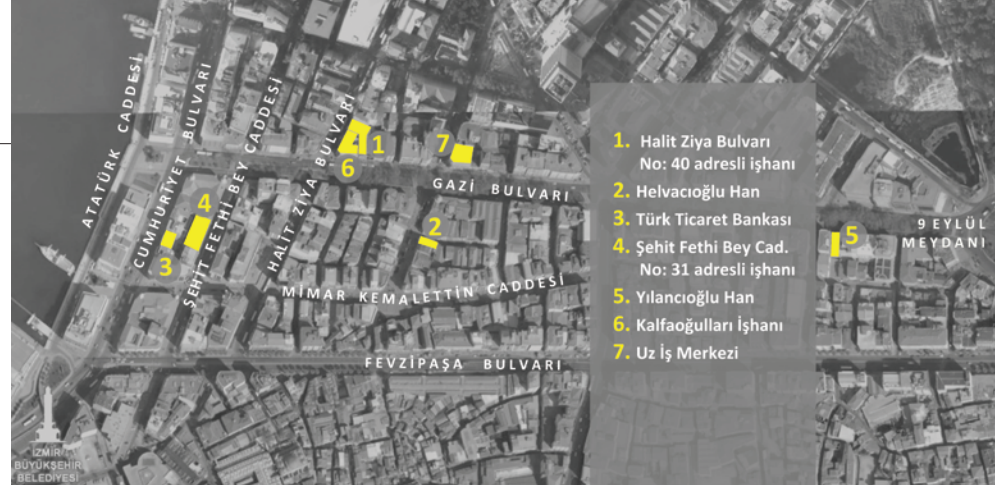 ATATÜRK CADDESİ
CUMHURİYET BULVARI
ŞEHİT FETHİ BEY CADDESİ
HALİT ZİYA BULVARI
GAZİ BULVARI
MİMAR KEMALETTİN CADDESİ
FEVZİPAŞA BULVARI
9 EYLÜL
MEYDANI
1
2
3
4
5
6
7
1. Halit Ziya Bulvarı
No: 40 adresli işhanı
2. Helvacıoğlu Han
3. Türk Ticaret Bankası
4. Şehit Fethi Bey Cad.
No: 31 adresli işhanı
5. Yılancıoğlu Han
6. Kalfaoğulları İşhanı
7. Uz İş Merkezi
İZMİR
BÜYÜKŞEHİR
BELEDİYESİ